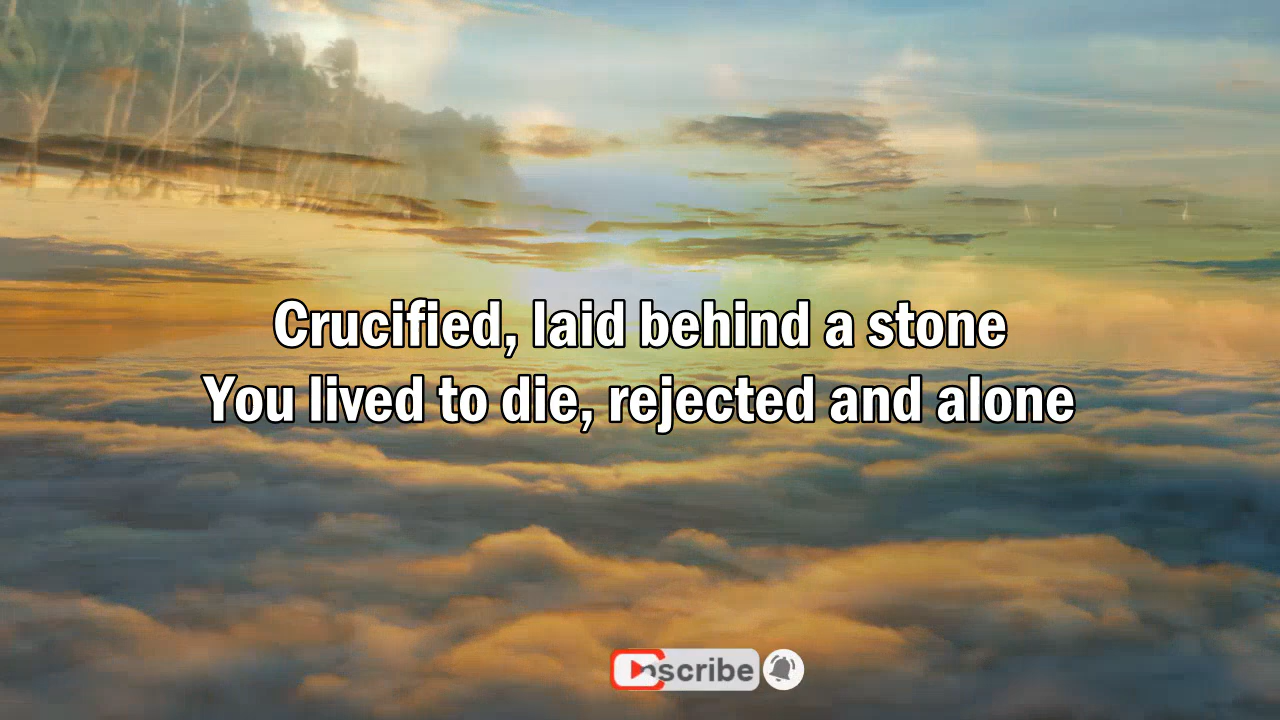 Crucified, laid behind a stone
You lived to die, rejected and alone
scribe